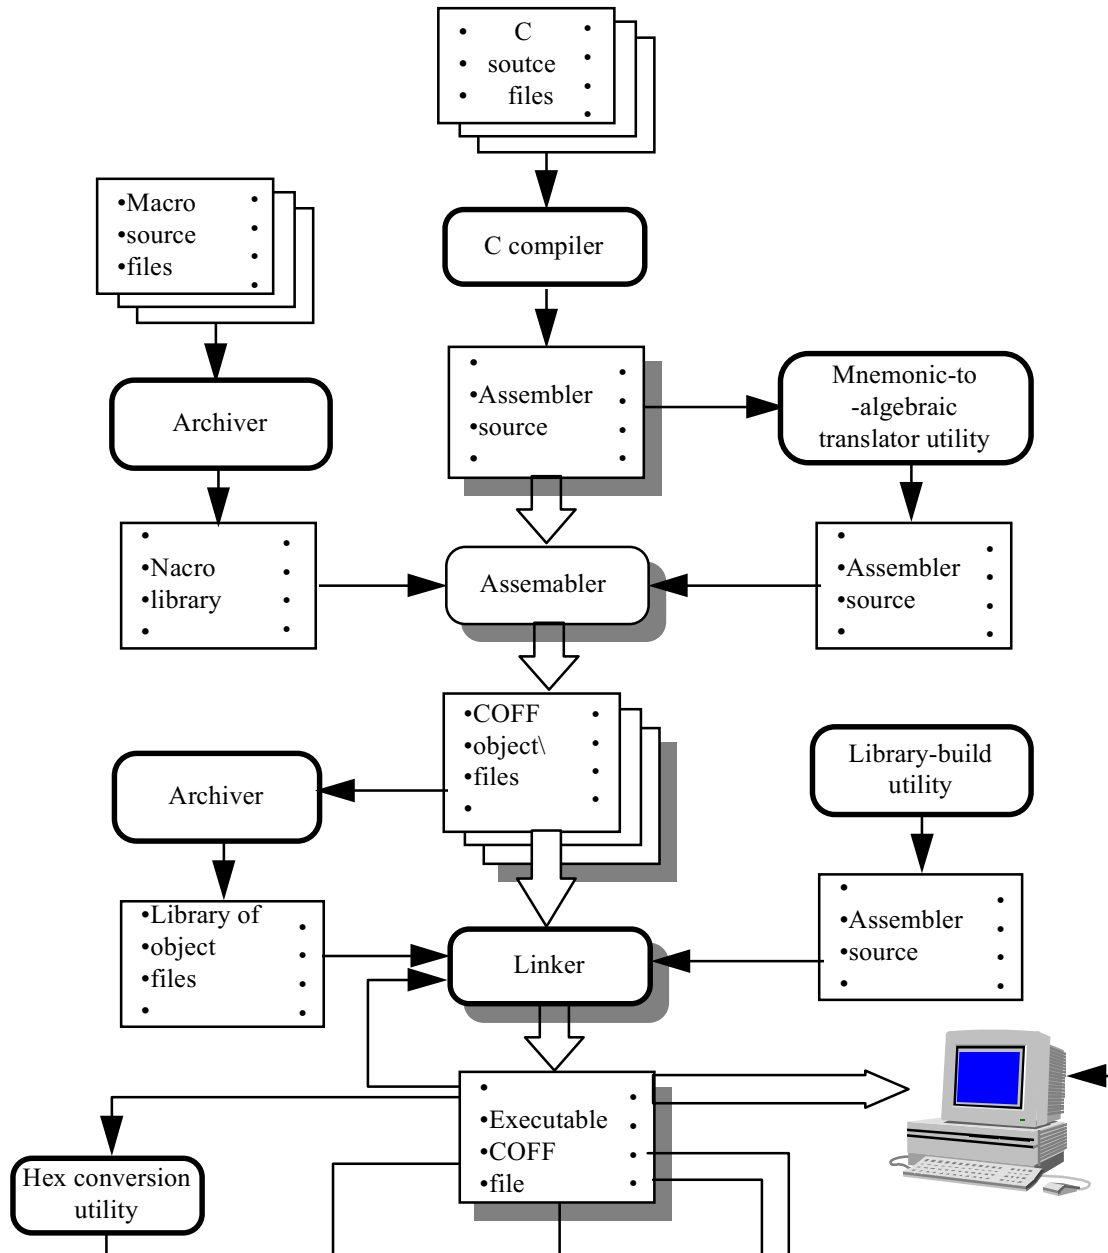 • C •
• soutce •
• files •
•
•Macro •
•source •
•files •
•
C compiler
Archiver
•
•Assembler •
•source •
• •
Mnemonic-to
-algebraic
translator utility
•
•Nacro •
•library •
• •
Assemabler
•
•Assembler •
•source •
• •
•COFF •
•object\ •
•files •
• •
Archiver
Library-build
utility
•Library of •
•object •
•files •
• •
Linker
•
•Assembler •
•source •
• •
• •
•Executable •
•COFF •
•file •
Hex conversion
utility